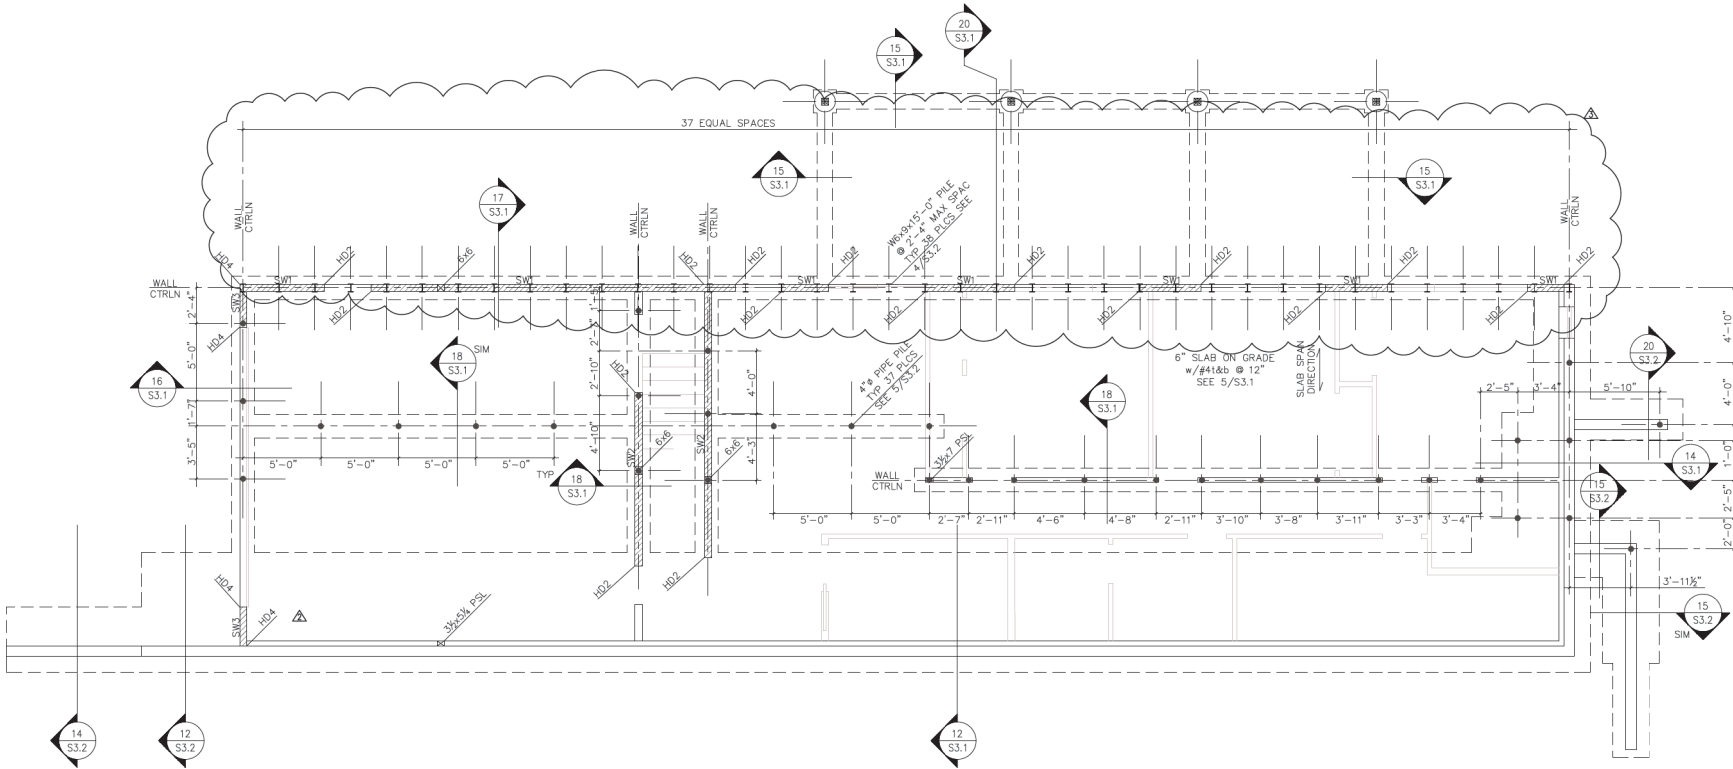 20
S3.1
15
S3.1
37 EQUAL SPACES
3
15
S3.1
15
S3.1
17
S3.1
WALL
CTRLN
WALL
CTRLN
WALL
CTRLN
WALL
CTRLN
W6x9x15'-0" PILE
@ 2'-4" MAX SPAC
TYP 38 PLCS SEE
4/S3.2
HD4
HD2
6x6
HD2
HD2
HD2
HD2
HD2
HD2
HD2
SW1
SW1
SW1
SW1
SW1
SW1
SW1
WALL
CTRLN
SW3
HD2
HD2
HD2
HD2
HD2
HD2
HD4
2'-4"
5'-0"
1'-7"
3'-5"
1'-5"
2'-1"
2'-10"
4'-10"
4'-0"
4'-3"
18
S3.1
SIM
16
S3.1
HD2
4"ø PIPE PILE
TYP 37 PLCS
SEE 5/S3.2
6" SLAB ON GRADE
w/#4t&b @ 12"
SEE 5/S3.1
SLAB SPAN
DIRECTION
20
S3.2
4'-10"
4'-0"
1'-0"
2'-5"
2'-0"
2'-5"
3'-4"
5'-10"
18
S3.1
5'-0"
5'-0"
5'-0"
5'-0"
TYP
SW2
6x6
SW2
6x6
18
S3.1
3½x7 PSL
WALL
CTRLN
14
S3.1
15
S3.2
5'-0"
5'-0"
2'-7"
2'-11"
4'-6"
4'-8"
2'-11"
3'-10"
3'-8"
3'-11"
3'-3"
3'-4"
HD4
HD2
HD2
3'-11½"
SW3
HD4
2
3½x5¼ PSL
15
S3.2
SIM
14
S3.2
12
S3.2
12
S3.1